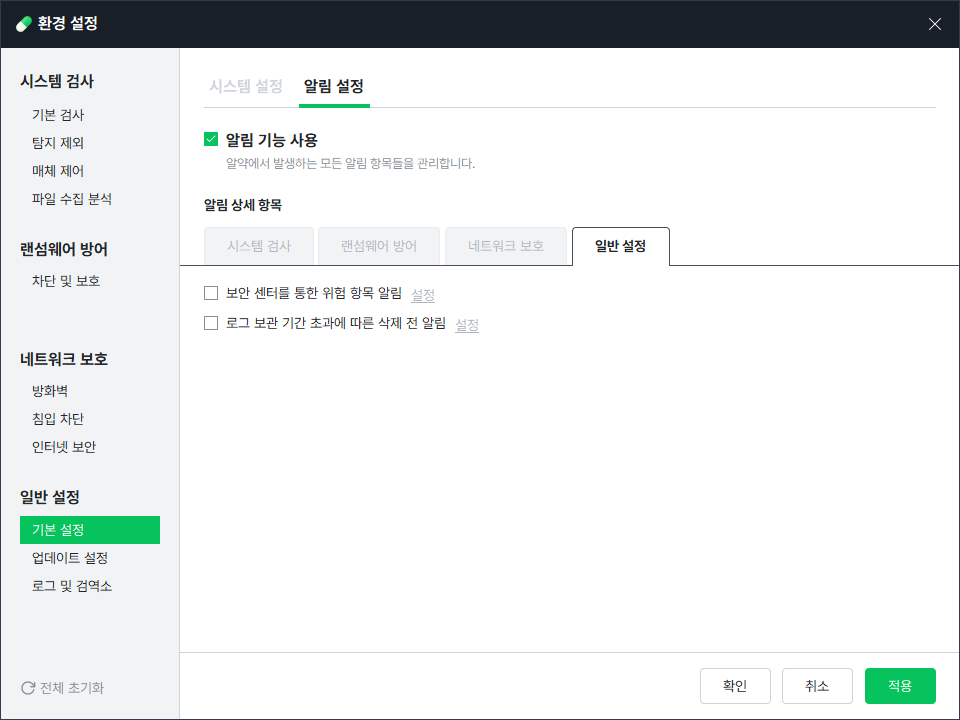 환경 설정
시스템 검사
기본 검사
탐지 제외
매체 제어
파일 수집 분석
랜섬웨어 방어
차단 및 보호
네트워크 보호
방화벽
침입 차단
인터넷 보안
일반 설정
기본 설정
업데이트 설정
로그 및 검역소
전체 초기화
시스템 설정 알림 설정
알림 기능 사용
알약에서 발생하는 모든 알림 항목들을 관리합니다.
알림 상세 항목
시스템 검사 랜섬웨어 방어 네트워크 보호 일반 설정
보안 센터를 통한 위험 항목 알림 설정
로그 보관 기간 초과에 따른 삭제 전 알림 설정
확인 취소 적용